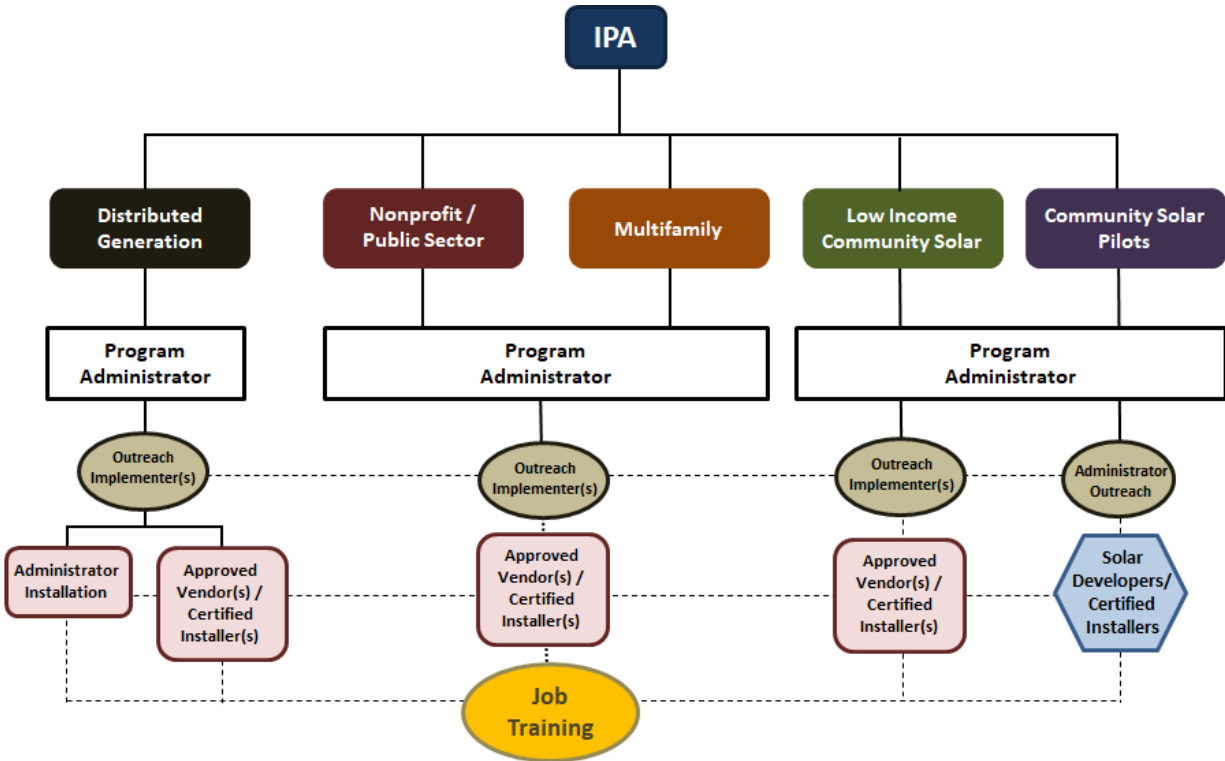 IPA
Distributed
Generation
Nonprofit /
Public Sector
Multifamily
Low Income
Community Solar
Community Solar
Pilots
Program
Administrator
Program
Administrator
Program
Administrator
Outreach
Implementer(s)
Outreach
Implementer(s)
Outreach
Implementer(s)
Administrator
Outreach
Administrator
Installation
Approved
Vendor(s) /
Certified
Installer(s)
Approved
Vendor(s) /
Certified
Installer(s)
Approved
Vendor(s) /
Certified
Installer(s)
Solar
Developers/
Certified
Installers
Job
Training